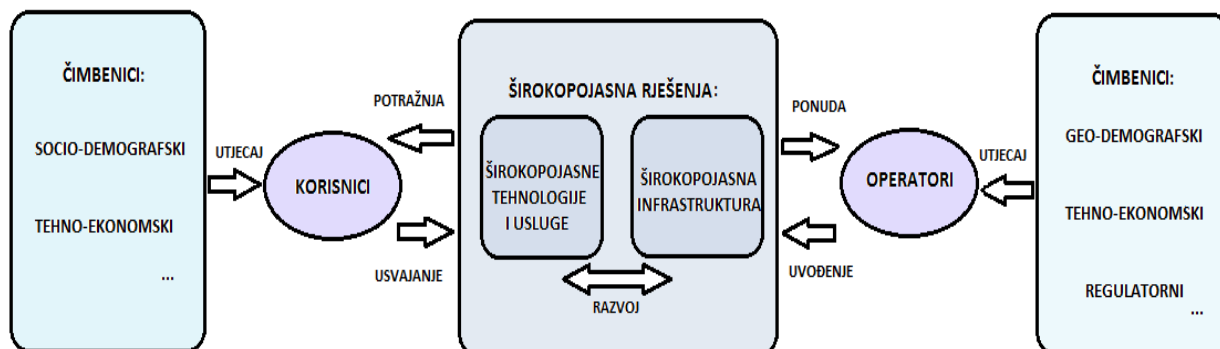 ČIMBENICI:
SOCIO-DEMOGRAFSKI
TEHNO-EKONOMSKI
...
UTJECAJ
KORISNICI
POTRAŽNJA
USVAJANJE
ŠIROKOPOJASNA RJEŠENJA:
ŠIROKOPOJASNE
TEHNOLOGIJE
I USLUGE
ŠIROKOPOJASNA
INFRASTRUKTURA
RAZVOJ
PONUDA
UVOĐENJE
OPERATORI
UTJECAJ
ČIMBENICI:
GEO-DEMOGRAFSKI
TEHNO-EKONOMSKI
REGULATORNI
...